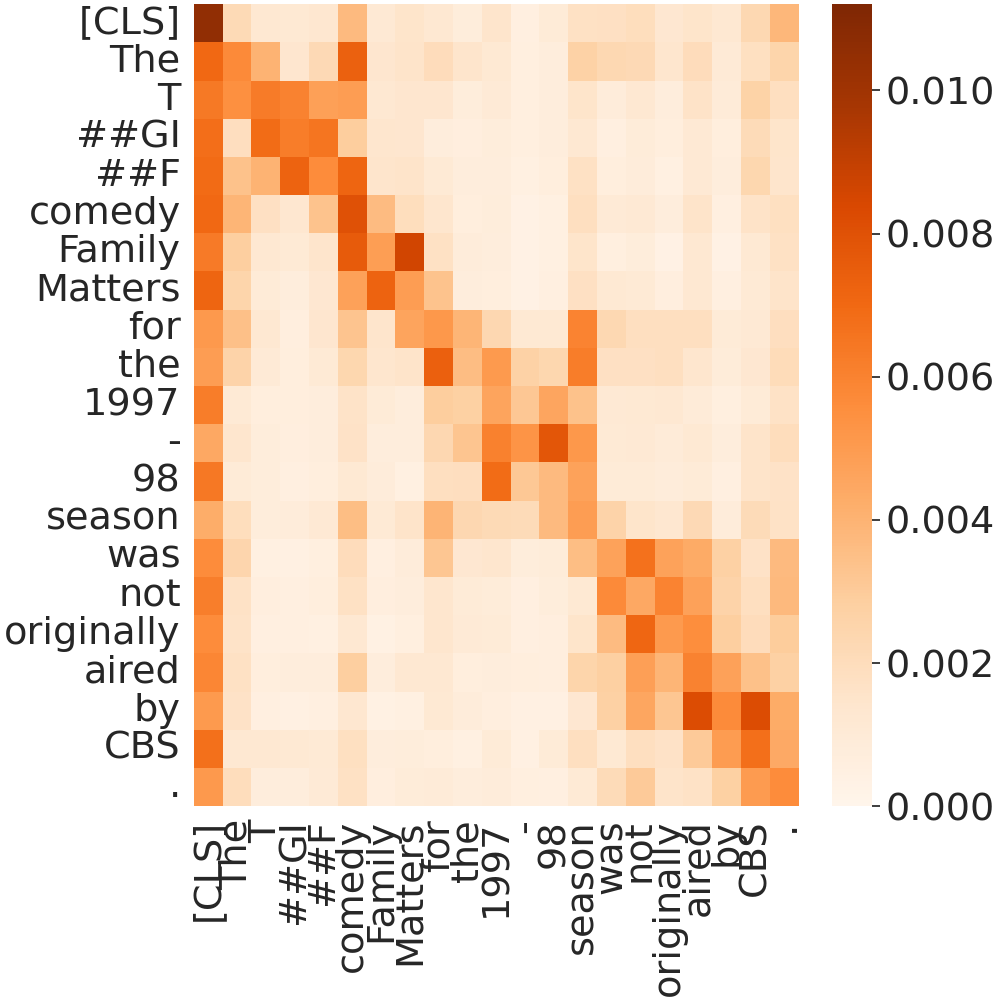 [CLS]
The
T
##GI
##F
comedy
Family
Matters
for
the
1997
-
98
season
was
not
originally
aired
by
CBS
.
[CLS]
The
T
##GI
##F
comedy
Family
Matters
for
the
1997
-
98
season
was
not
originally
aired
by
CBS
.
0.010
0.008
0.006
0.004
0.002
0.000